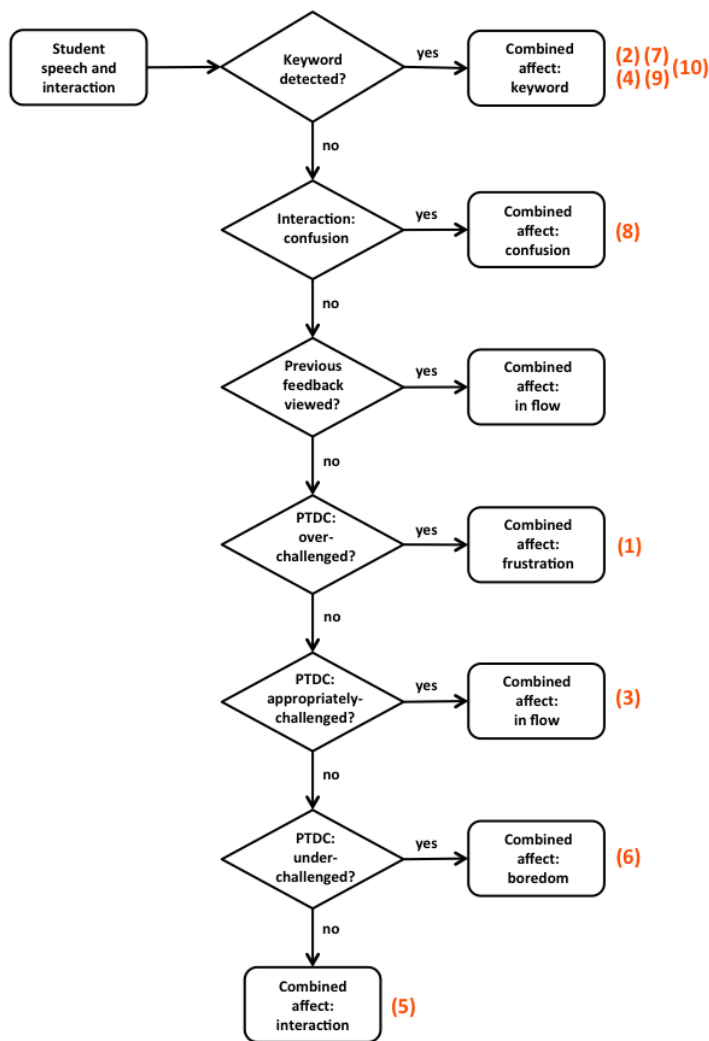 Student
speech and
interaction
Keyword
detected?
yes
Combined
affect:
keyword
(2) (7)
(4) (9)
(10)
no
Interaction:
confusion
yes
Combined
affect:
confusion
(8)
no
Previous
feedback
viewed?
yes
Combined
affect:
in flow
no
PTDC:
over-
challenged?
yes
Combined
affect:
frustration
(1)
no
PTDC:
appropriately-
challenged?
yes
Combined
affect:
in flow
(3)
no
PTDC:
under-
challenged?
yes
Combined
affect:
boredom
(6)
no
Combined
affect:
interaction
(5)